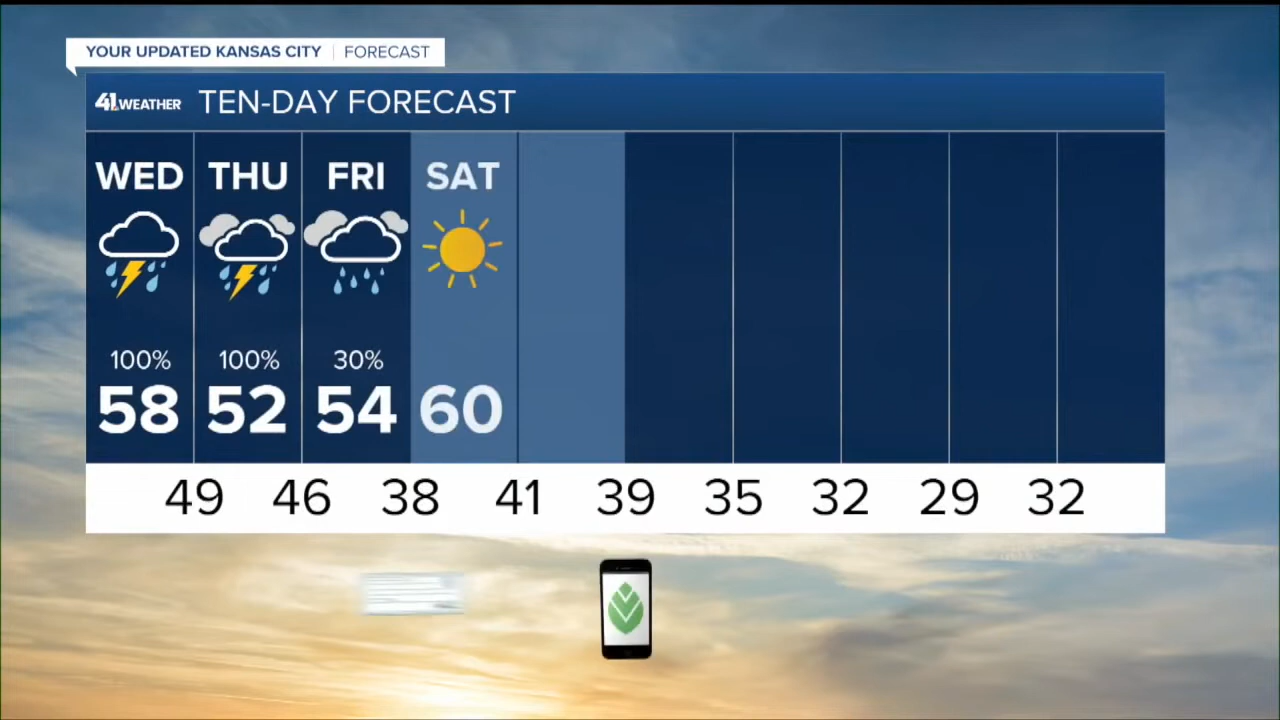 YOUR UPDATED KANSAS CITY | FORECAST
41 WEATHER TEN-DAY FORECAST
WED THU FRI SAT
100% 100% 30%
58 52 54 60
49 46 38 41 39 35 32 29 32